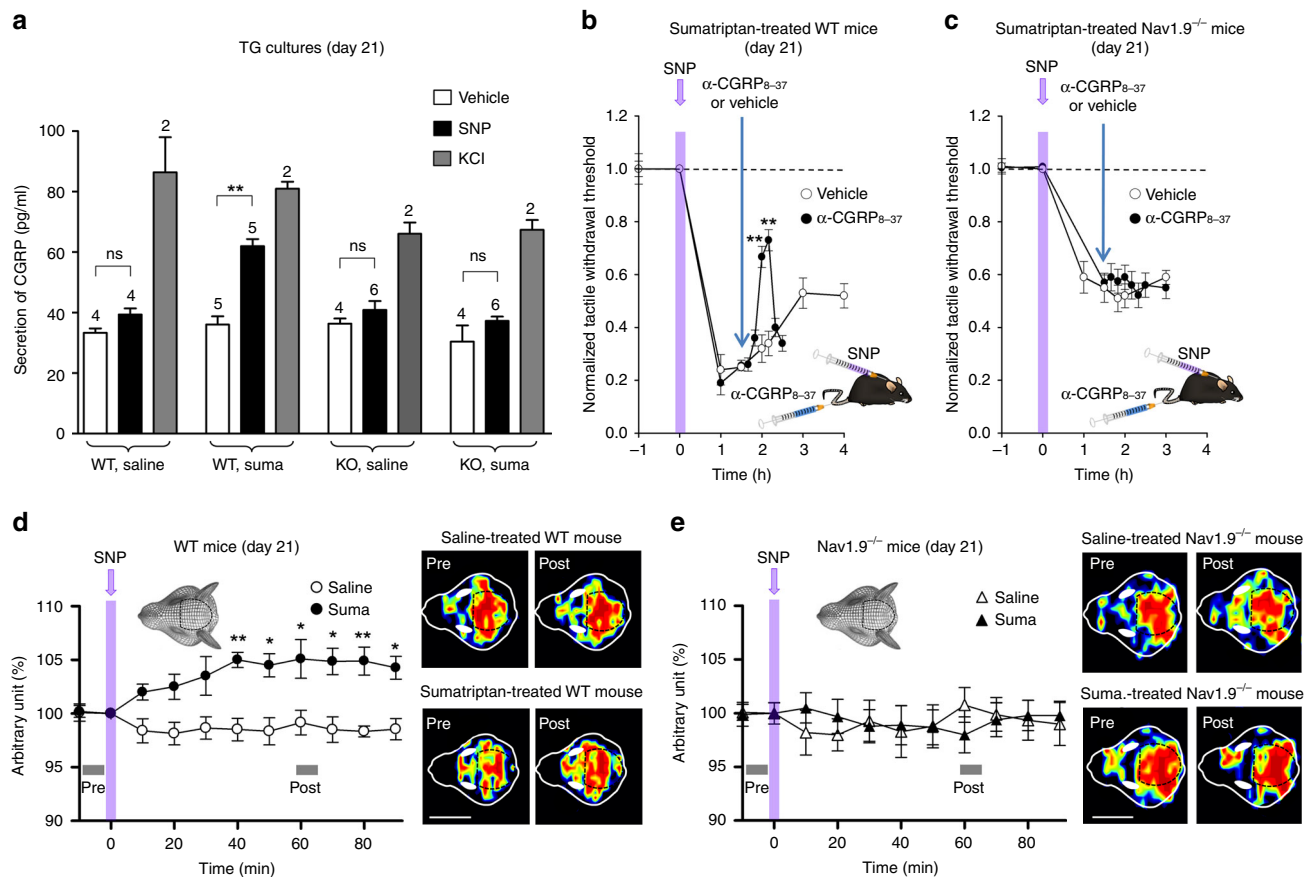 a
TG cultures (day 21)
Vehicle
SNP
KCl
Secretion of CGRP (pg/ml)
100
80
60
40
20
0
4
4
2
ns
5
5
2
**
4
6
2
ns
4
6
2
ns
WT, saline
WT, suma
KO, saline
KO, suma
b
Sumatriptan-treated WT mice
(day 21)
SNP
α-CGRP8–37
or vehicle
Normalized tactile withdrawal threshold
1.2
1.0
0.8
0.6
0.4
0.2
0.0
Vehicle
α-CGRP8–37
**
**
SNP
α-CGRP8–37
–1
0
1
2
3
4
Time (h)
c
Sumatriptan-treated Nav1.9–/– mice
(day 21)
SNP
α-CGRP8–37
or vehicle
Normalized tactile withdrawal threshold
1.2
1.0
0.8
0.6
0.4
0.2
0.0
Vehicle
α-CGRP8–37
SNP
α-CGRP8–37
–1
0
1
2
3
4
Time (h)
d
SNP
WT mice (day 21)
Saline
Suma
Arbitrary unit (%)
110
105
100
95
90
**
*
*
*
**
*
Pre
Post
0
20
40
60
80
Time (min)
Saline-treated WT mouse
Pre
Post
Sumatriptan-treated WT mouse
Pre
Post
e
SNP
Nav1.9–/– mice (day 21)
Saline
Suma
Arbitrary unit (%)
110
105
100
95
90
Pre
Post
0
20
40
60
80
Time (min)
Saline-treated Nav1.9–/– mouse
Pre
Post
Suma.-treated Nav1.9–/– mouse
Pre
Post